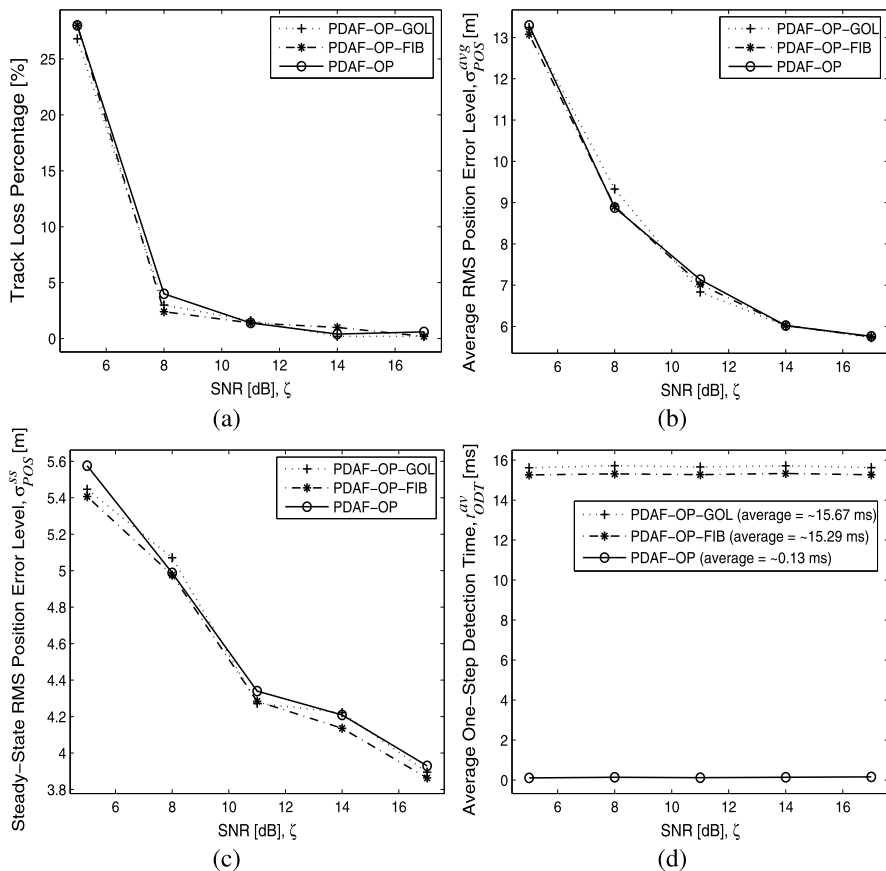 Track Loss Percentage [%]
25
20
15
10
5
0
6 8 10 12 14 16
SNR [dB], ζ
PDAF-OP-GOL
PDAF-OP-FIB
PDAF-OP
(a)
Average RMS Position Error Level, σ_POS^avg [m]
13
12
11
10
9
8
7
6
6 8 10 12 14 16
SNR [dB], ζ
PDAF-OP-GOL
PDAF-OP-FIB
PDAF-OP
(b)
Steady-State RMS Position Error Level, σ_POS^ss [m]
5.6
5.4
5.2
5
4.8
4.6
4.4
4.2
4
3.8
6 8 10 12 14 16
SNR [dB], ζ
PDAF-OP-GOL
PDAF-OP-FIB
PDAF-OP
(c)
Average One-Step Detection Time, t_ODT^av [ms]
16
14
12
10
8
6
4
2
0
6 8 10 12 14 16
SNR [dB], ζ
PDAF-OP-GOL (average = ~15.67 ms)
PDAF-OP-FIB (average = ~15.29 ms)
PDAF-OP (average = ~0.13 ms)
(d)